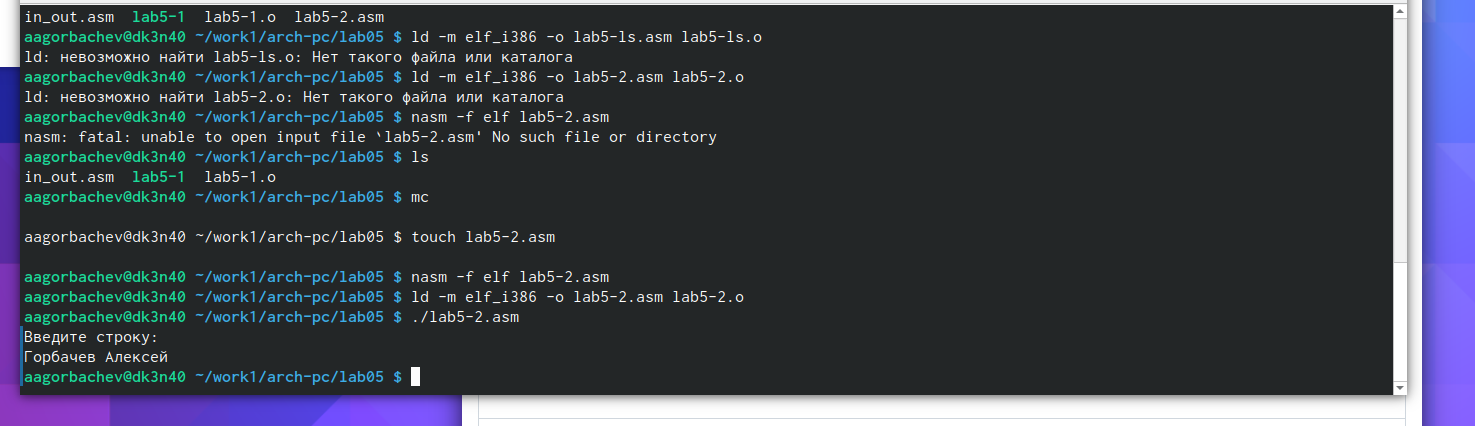 in_out.asm  lab5-1  lab5-1.o  lab5-2.asm
aagorbachev@dk3n40 ~/work1/arch-pc/lab05 $ ld -m elf_i386 -o lab5-ls.asm lab5-ls.o
ld: невозможно найти lab5-ls.o: Нет такого файла или каталога
aagorbachev@dk3n40 ~/work1/arch-pc/lab05 $ ld -m elf_i386 -o lab5-2.asm lab5-2.o
ld: невозможно найти lab5-2.o: Нет такого файла или каталога
aagorbachev@dk3n40 ~/work1/arch-pc/lab05 $ nasm -f elf lab5-2.asm
nasm: fatal: unable to open input file `lab5-2.asm' No such file or directory
aagorbachev@dk3n40 ~/work1/arch-pc/lab05 $ ls
in_out.asm  lab5-1  lab5-1.o
aagorbachev@dk3n40 ~/work1/arch-pc/lab05 $ mc
aagorbachev@dk3n40 ~/work1/arch-pc/lab05 $ touch lab5-2.asm
aagorbachev@dk3n40 ~/work1/arch-pc/lab05 $ nasm -f elf lab5-2.asm
aagorbachev@dk3n40 ~/work1/arch-pc/lab05 $ ld -m elf_i386 -o lab5-2.asm lab5-2.o
aagorbachev@dk3n40 ~/work1/arch-pc/lab05 $ ./lab5-2.asm
Введите строку:
Горбачев Алексей
aagorbachev@dk3n40 ~/work1/arch-pc/lab05 $